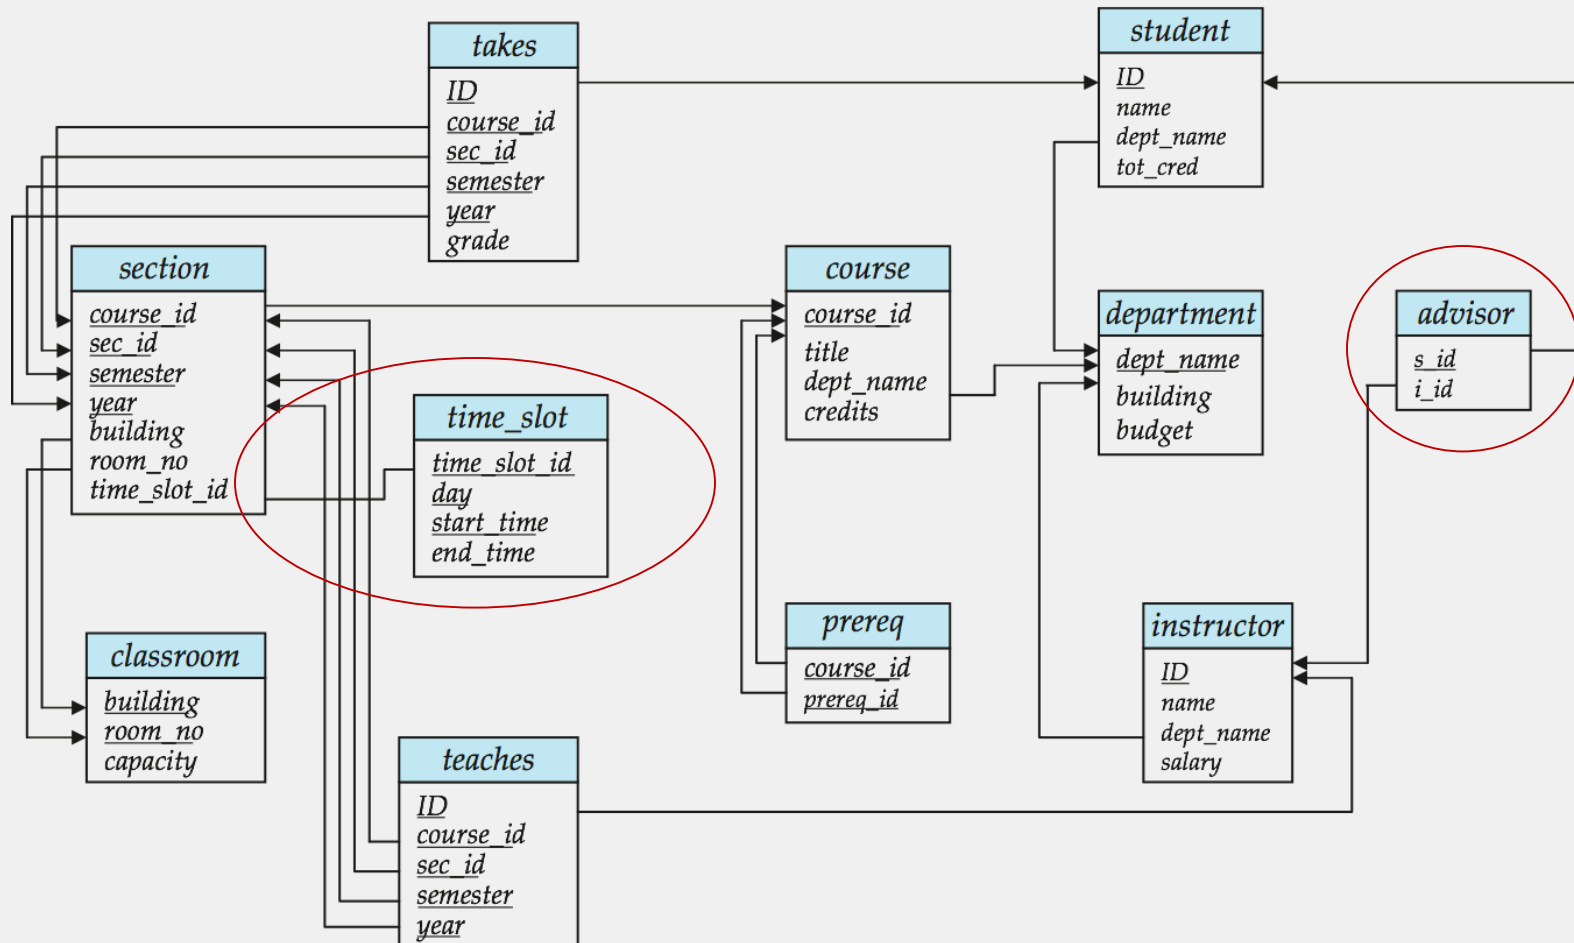 takes
ID
course_id
sec_id
semester
year
grade
student
ID
name
dept_name
tot_cred
section
course_id
sec_id
semester
year
building
room_no
time_slot_id
time_slot
time_slot_id
day
start_time
end_time
course
course_id
title
dept_name
credits
department
dept_name
building
budget
advisor
s_id
i_id
classroom
building
room_no
capacity
prereq
course_id
prereq_id
instructor
ID
name
dept_name
salary
teaches
ID
course_id
sec_id
semester
year